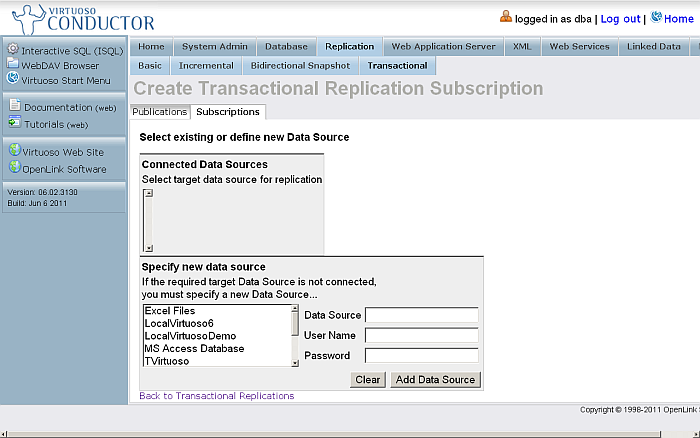 VIRTUOSO
CONDUCTOR
logged in as dba | Log out | Home
Interactive SQL (ISQL)
WebDAV Browser
Virtuoso Start Menu
Documentation (web)
Tutorials (web)
Virtuoso Web Site
OpenLink Software
Version: 06.02.3130
Build: Jun 6 2011
Home System Admin Database Replication Web Application Server XML Web Services Linked Data
Basic Incremental Bidirectional Snapshot Transactional
Create Transactional Replication Subscription
Publications Subscriptions
Select existing or define new Data Source
Connected Data Sources
Select target data source for replication
Specify new data source
If the required target Data Source is not connected,
you must specify a new Data Source...
Excel Files
LocalVirtuoso6
LocalVirtuosoDemo
MS Access Database
TVirtuoso
Data Source
User Name
Password
Clear Add Data Source
Back to Transactional Replications
Copyright © 1998-2011 OpenLink